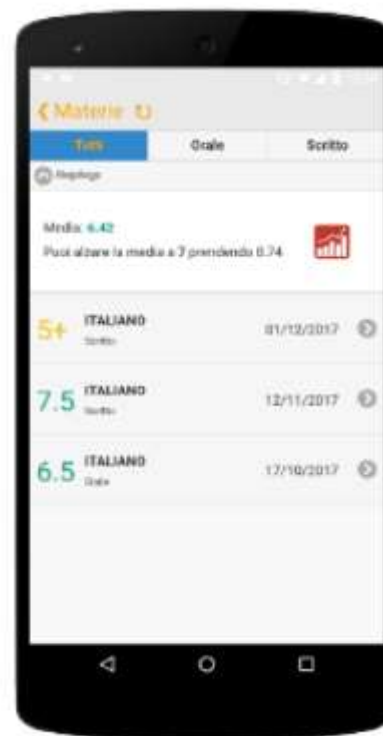 Materie
Tutti Orale Scritto
Riepilogo
Media: 6.42
Puoi alzare la media a 7 prendendo 8.74
5+ ITALIANO 01/12/2017
Scritto
7.5 ITALIANO 12/11/2017
Scritto
6.5 ITALIANO 17/10/2017
Orale